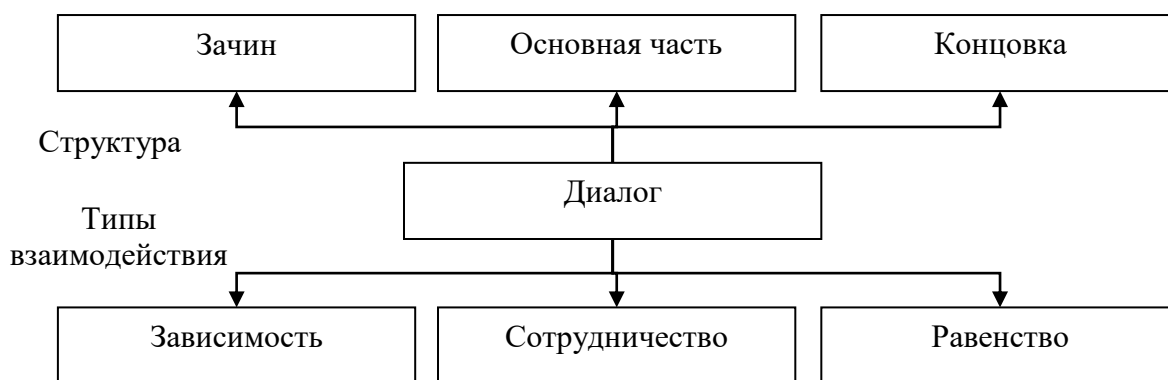 Зачин
Основная часть
Концовка
Структура
Диалог
Типы
взаимодействия
Зависимость
Сотрудничество
Равенство